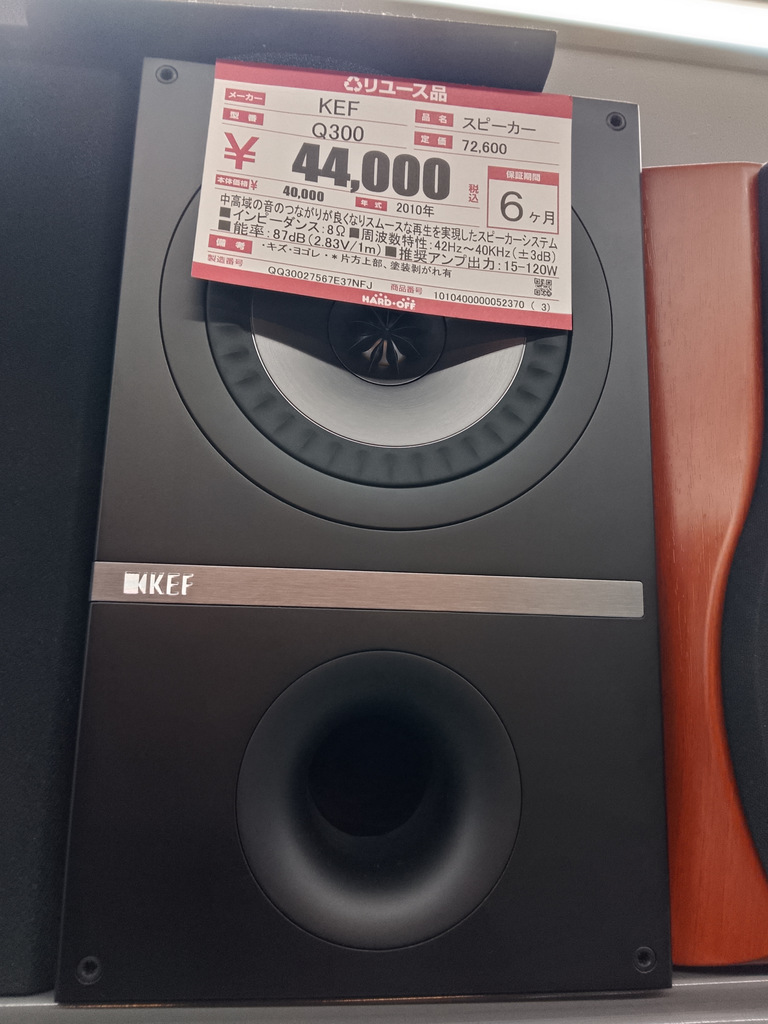 リユース品
メーカー KEF 品名 スピーカー
型番 Q300 定価 72,600
¥ 44,000 税込 保証期間 6ヶ月
本体価格 ¥ 40,000 年式 2010年
中高域の音のつながりが良くなりスムースな再生を実現したスピーカーシステム
■インピーダンス:8Ω■周波数特性:42Hz～40KHz(±3dB)
■能率:87dB(2.83V/1m)■推奨アンプ出力:15-120W
備考 ・キズ・ヨゴレ・*片方上部、塗装剥がれ有
製造番号 QQ30027567E37NFJ 商品番号 1010400000052370 ( 3)
HARD・OFF
KEF